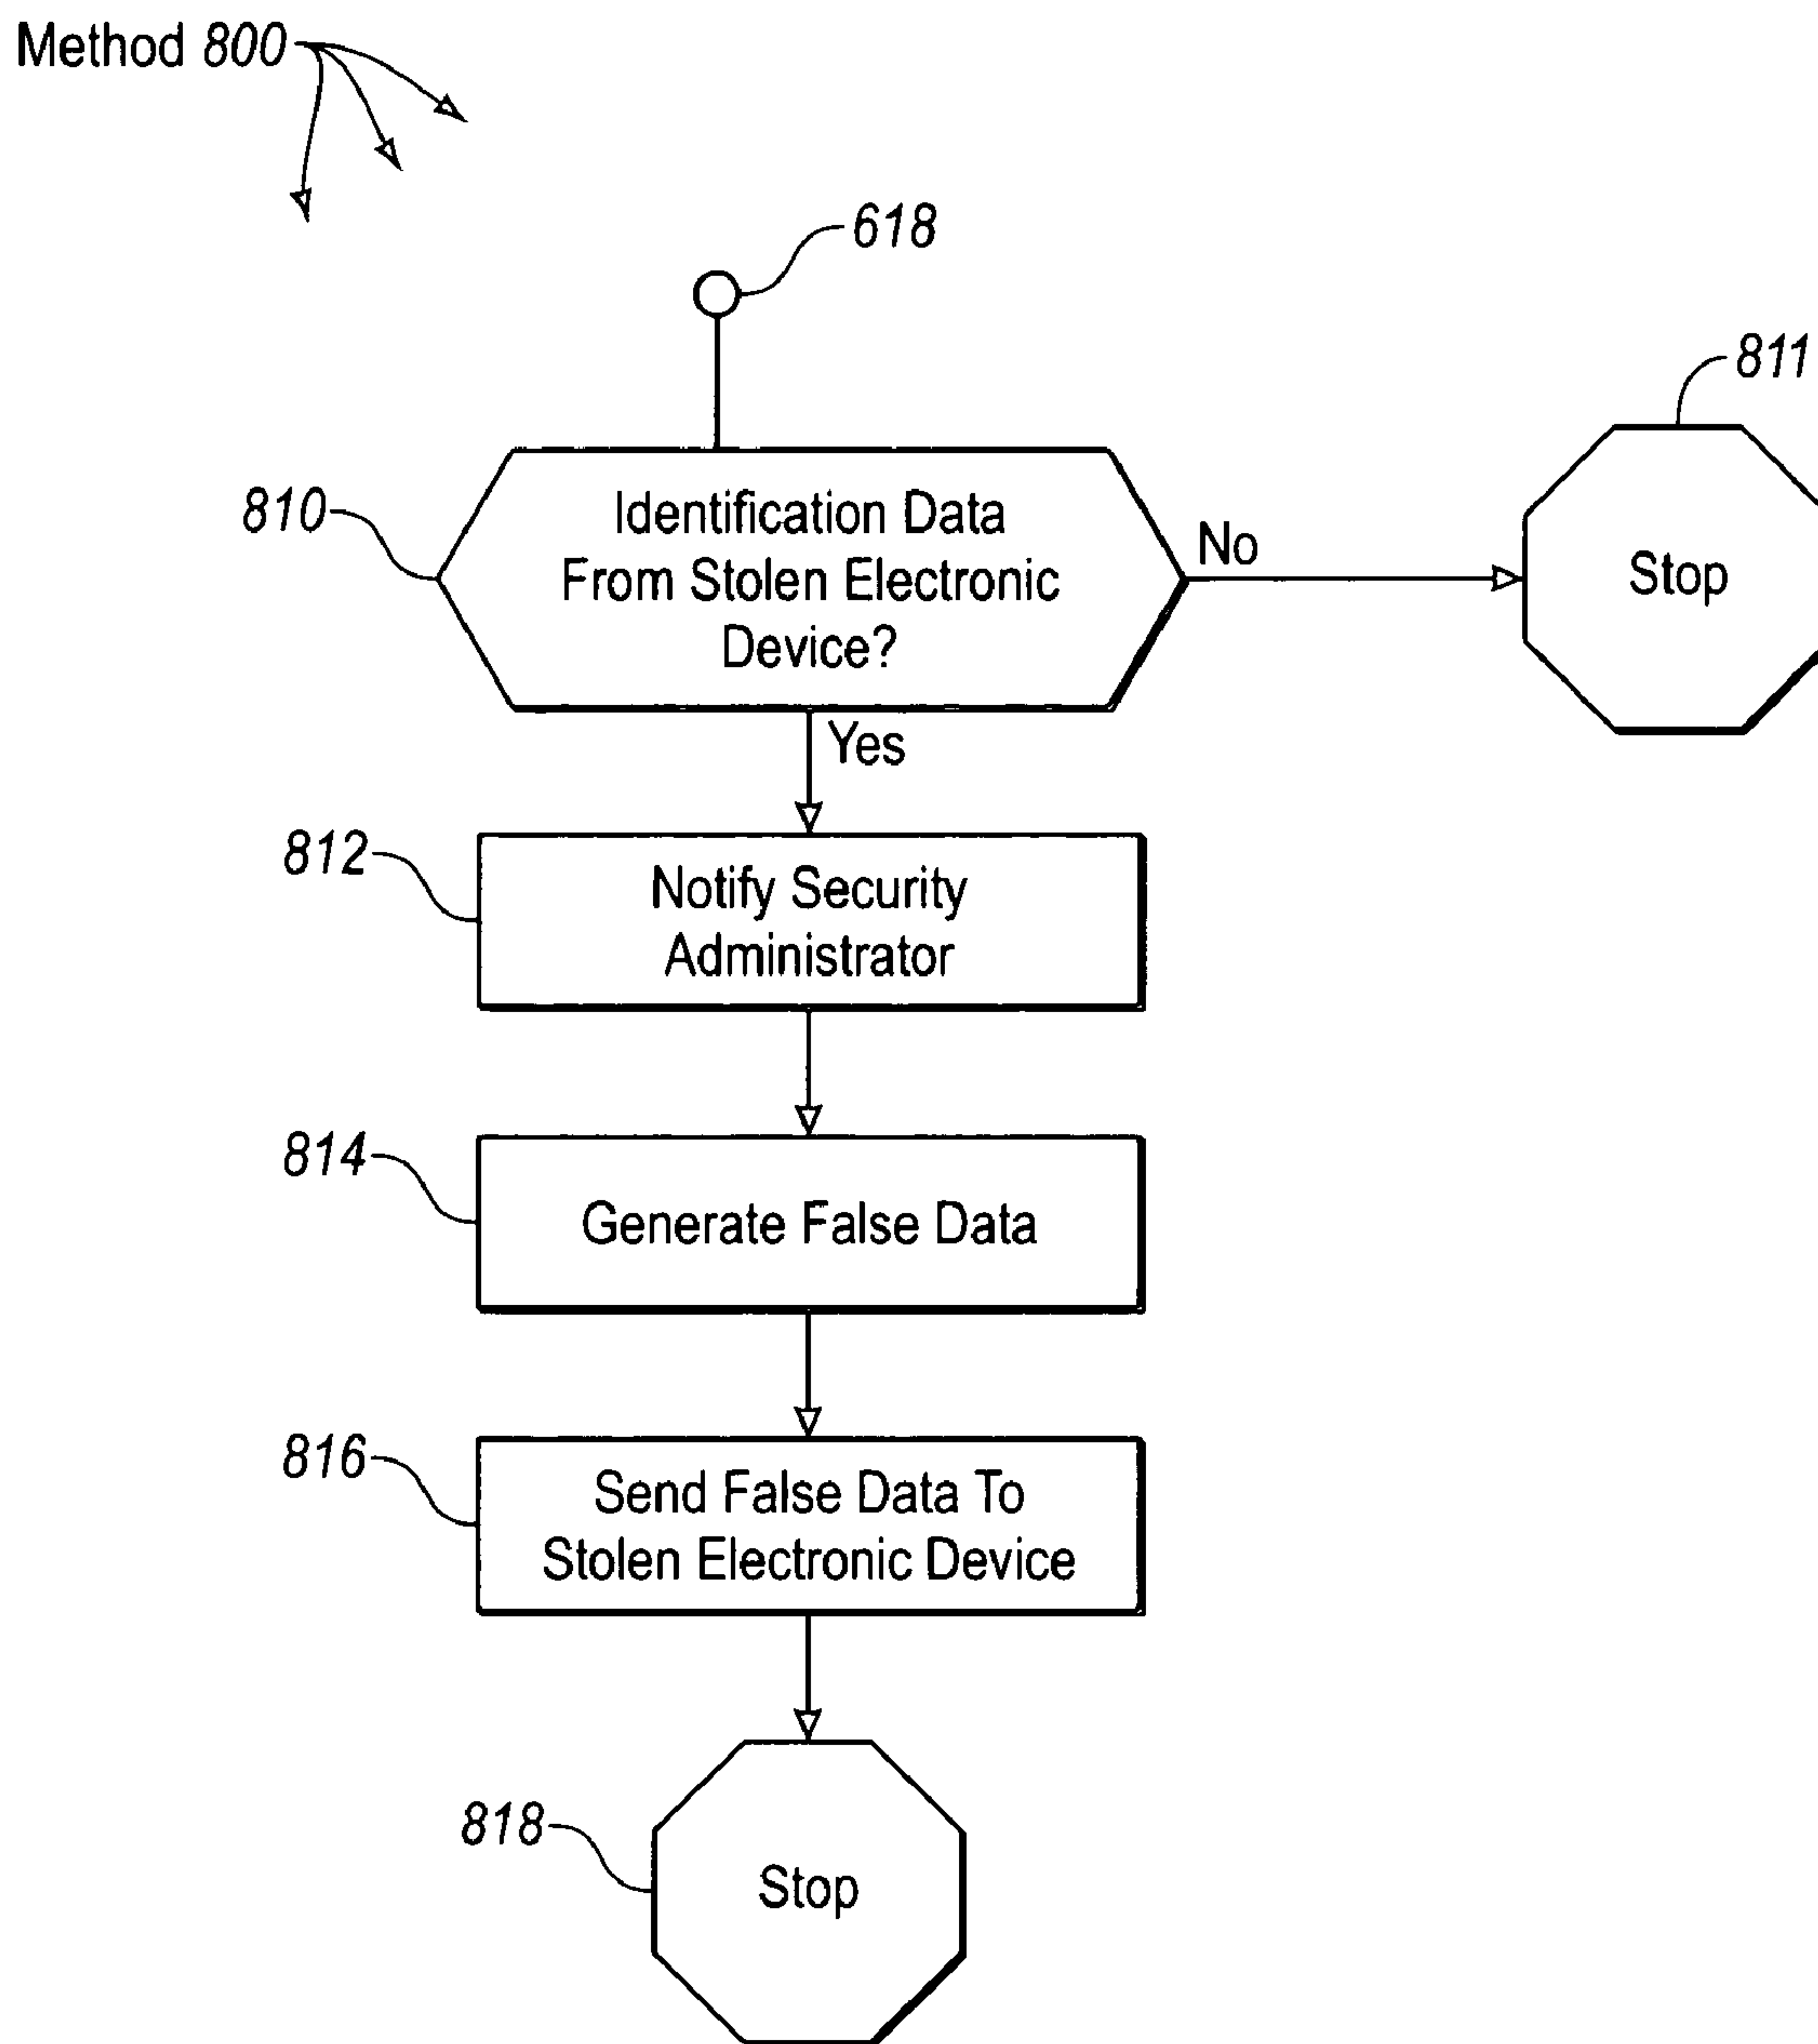 Method 800
618
811
810
Identification Data
From Stolen Electronic
Device?
No
Stop
Yes
812
Notify Security
Administrator
814
Generate False Data
816
Send False Data To
Stolen Electronic Device
818
Stop